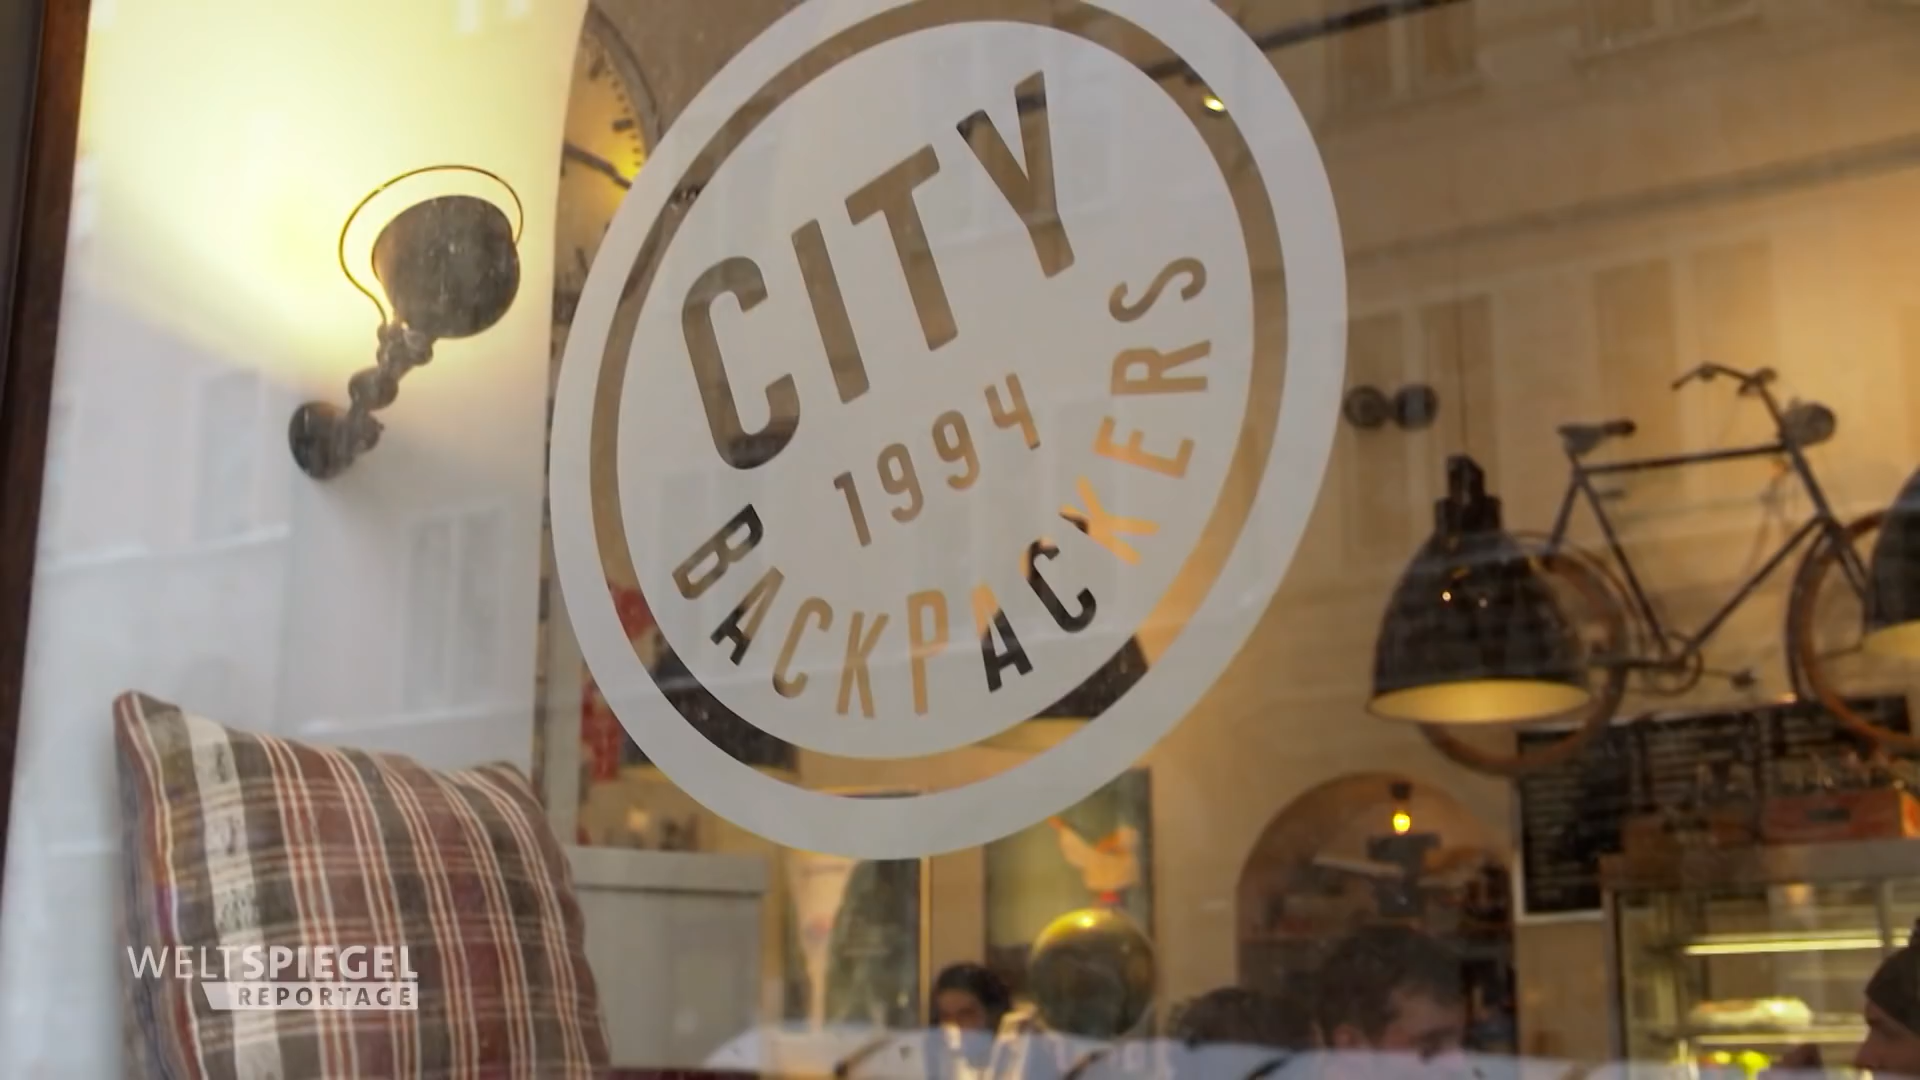 CITY
1994
BACKPACKERS
WELTSPIEGEL
REPORTAGE